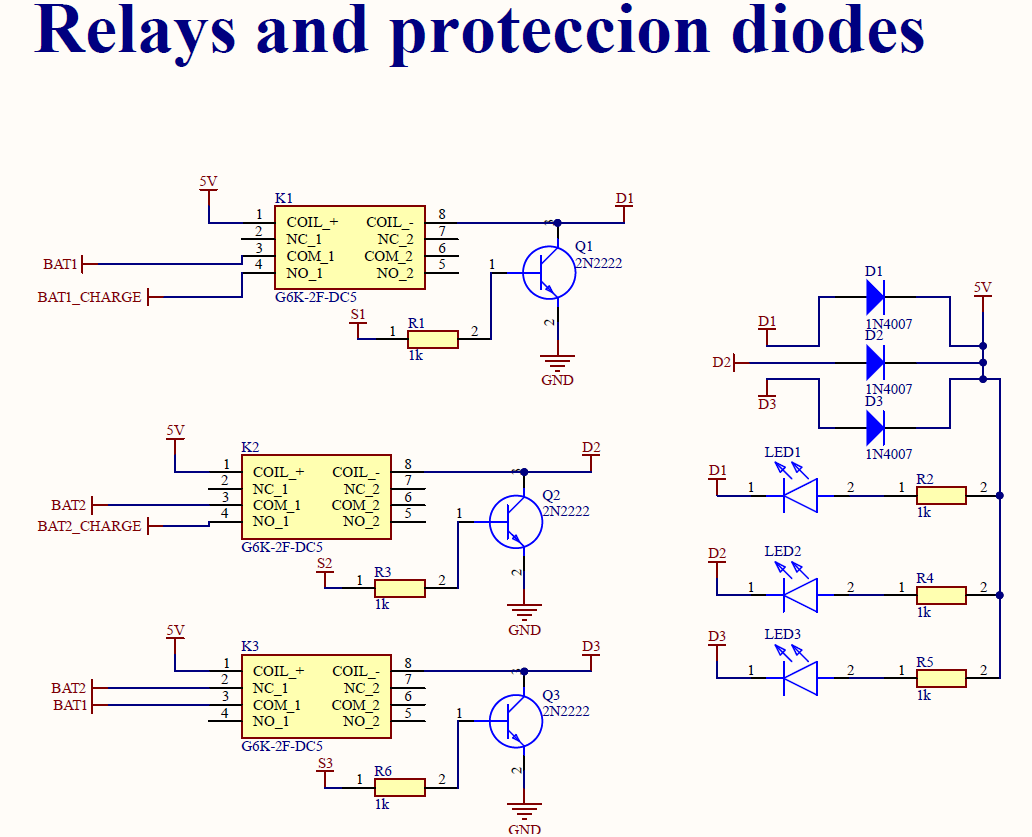 Relays and proteccion diodes
5V
K1
D1
1 COIL_+ COIL_- 8
2 NC_1 NC_2 7
3 COM_1 COM_2 6
4 NO_1 NO_2 5
G6K-2F-DC5
BAT1
BAT1_CHARGE
Q1
2N2222
1
2
S1
1 R1 2
1k
GND
5V
K2
D2
1 COIL_+ COIL_- 8
2 NC_1 NC_2 7
3 COM_1 COM_2 6
4 NO_1 NO_2 5
G6K-2F-DC5
BAT2
BAT2_CHARGE
Q2
2N2222
1
2
S2
1 R3 2
1k
GND
5V
K3
D3
1 COIL_+ COIL_- 8
2 NC_1 NC_2 7
3 COM_1 COM_2 6
4 NO_1 NO_2 5
G6K-2F-DC5
BAT2
BAT1
Q3
2N2222
1
2
S3
1 R6 2
1k
GND
D1
5V
D1
1N4007
D2
D2
1N4007
D3
D3
1N4007
LED1
D1
1 2 1 R2 2
1k
LED2
D2
1 2 1 R4 2
1k
LED3
D3
1 2 1 R5 2
1k